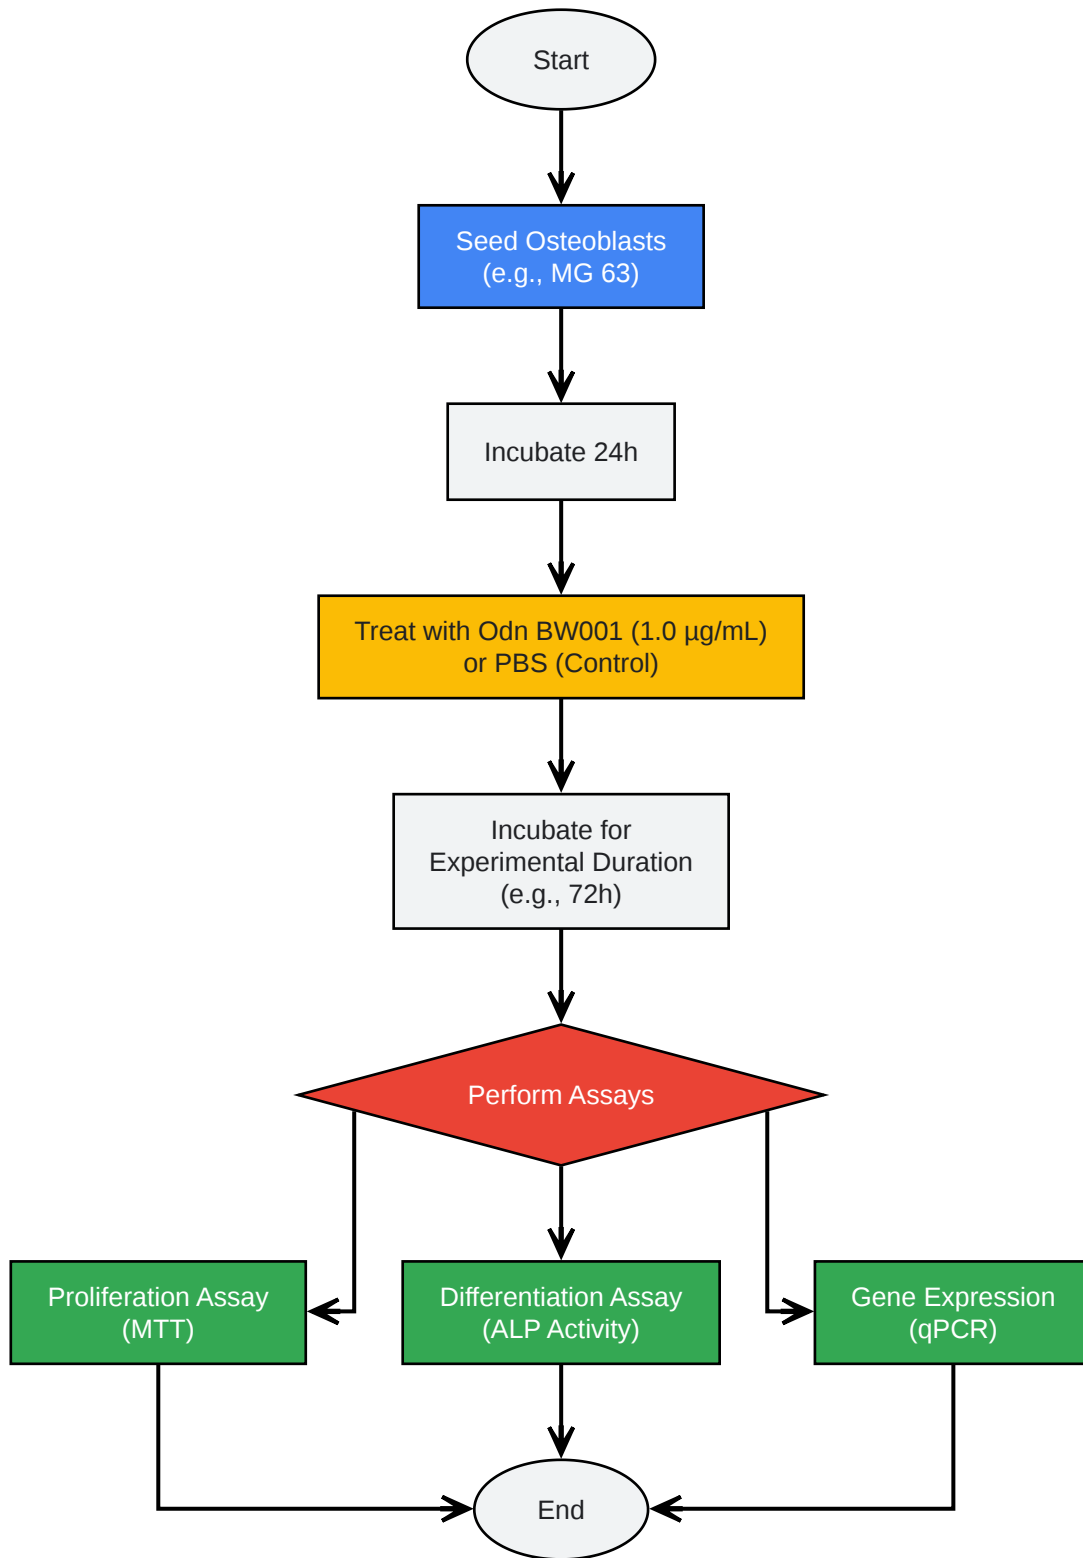 Start
Seed Osteoblasts
(e.g., MG 63)
Incubate 24h
Treat with Odn BW001 (1.0 µg/mL)
or PBS (Control)
Incubate for
Experimental Duration
(e.g., 72h)
Perform Assays
Proliferation Assay
(MTT)
Differentiation Assay
(ALP Activity)
Gene Expression
(qPCR)
End